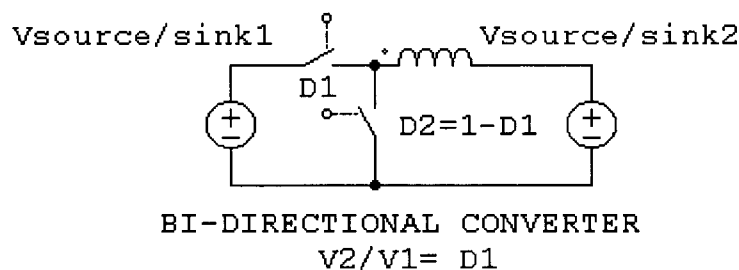 Vsource/sink1
Vsource/sink2
D1
D2=1-D1
BI-DIRECTIONAL CONVERTER
V2/V1= D1